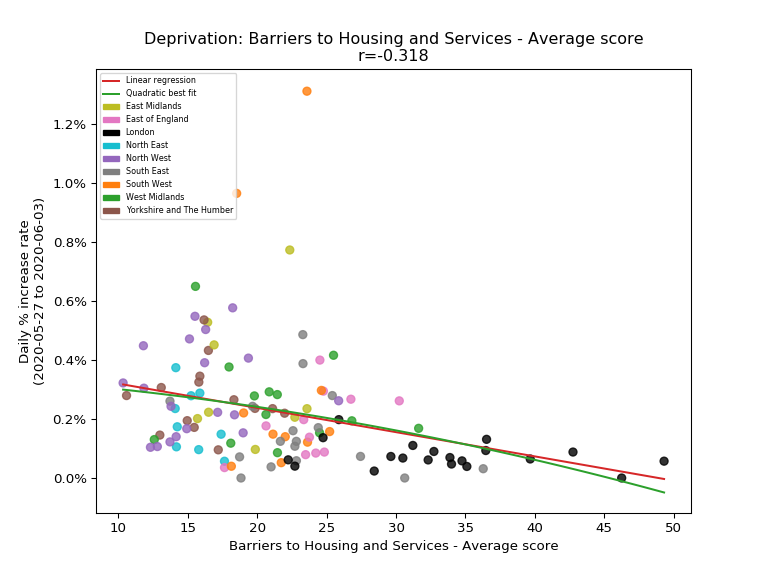 Deprivation: Barriers to Housing and Services - Average score
r=-0.318
Linear regression
Quadratic best fit
East Midlands
East of England
London
North East
North West
South East
South West
West Midlands
Yorkshire and The Humber
1.2%
1.0%
0.8%
0.6%
0.4%
0.2%
0.0%
Daily % increase rate
(2020-05-27 to 2020-06-03)
10 15 20 25 30 35 40 45 50
Barriers to Housing and Services - Average score